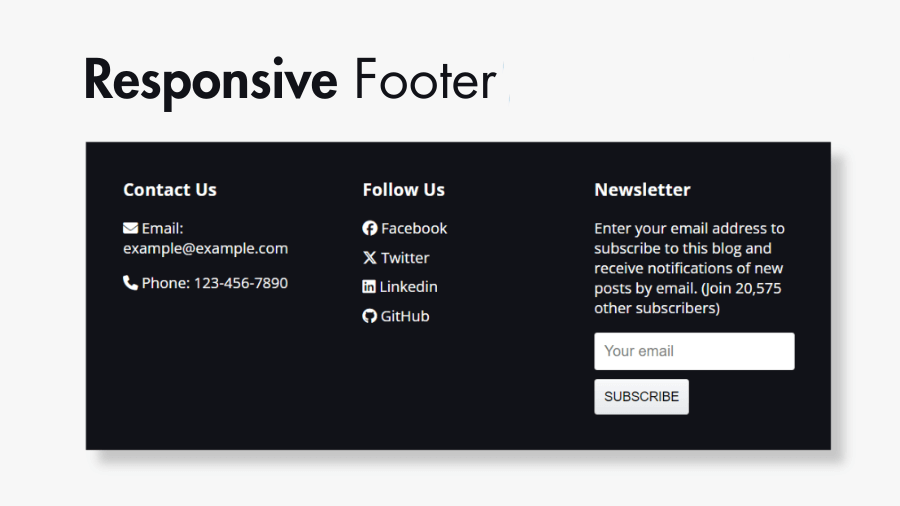 Responsive Footer
Contact Us
Email:
example@example.com
Phone: 123-456-7890
Follow Us
Facebook
Twitter
Linkedin
GitHub
Newsletter
Enter your email address to
subscribe to this blog and
receive notifications of new
posts by email. (Join 20,575
other subscribers)
Your email
SUBSCRIBE